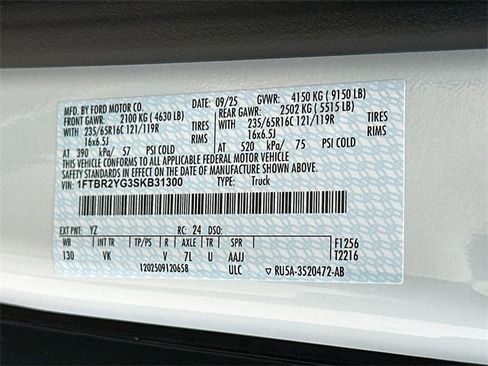 MFD. BY FORD MOTOR CO. DATE: 09/25 GVWR: 4150 KG ( 9150 LB)
FRONT GAWR: 2100 KG ( 4630 LB) REAR GAWR: 2502 KG ( 5515 LB)
WITH 235/65R16C 121/119R TIRES WITH 235/65R16C 121/119R TIRES
16x6.5J RIMS 16x6.5J RIMS
AT 390 kPa/ 57 PSI COLD AT 520 kPa/ 75 PSI COLD
THIS VEHICLE CONFORMS TO ALL APPLICABLE FEDERAL MOTOR VEHICLE
SAFETY STANDARDS IN EFFECT ON THE DATE OF MANUFACTURE SHOWN ABOVE.
VIN: 1FTBR2YG3SKB31300 TYPE: Truck
EXT PNT: YZ RC: 24 DSO:
WB INT TR TP/PS R AXLE TR SPR F1256
130 VK V 7L U AAJJ T2216
1202509120658 ULC RU5A-3520472-AB